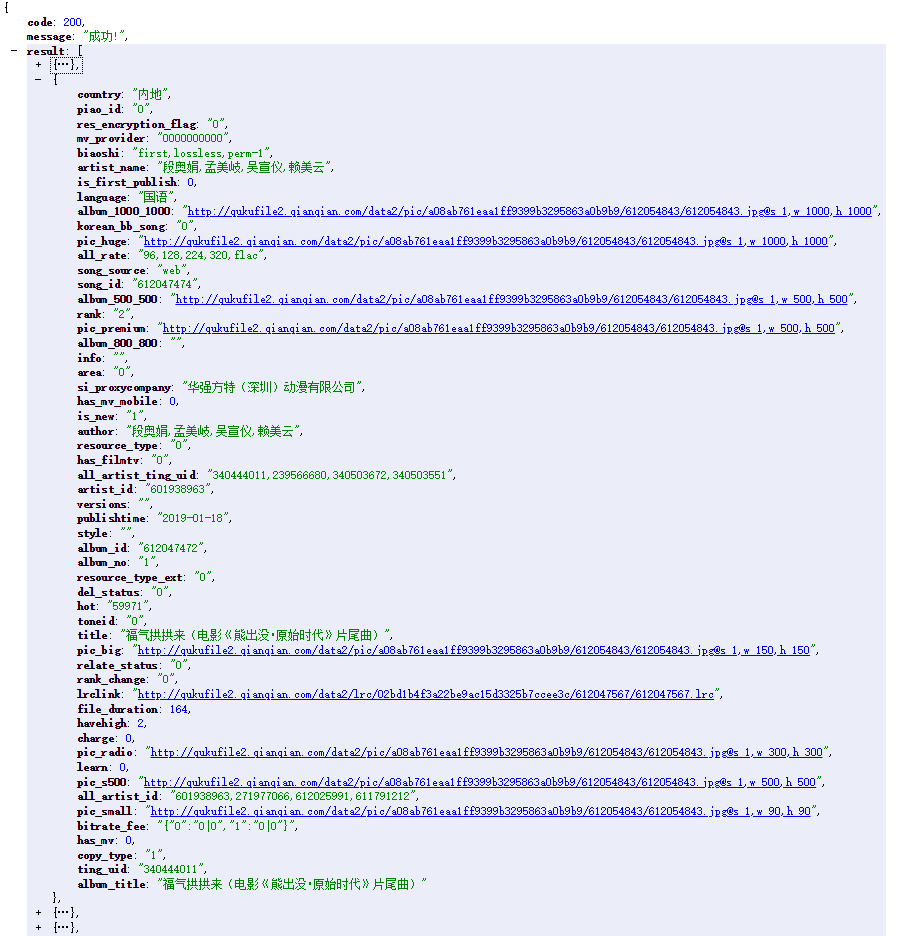 {
code: 200,
message: "成功!",
− result: [
+ {⋯},
− {
country: "内地",
piao_id: "0",
res_encryption_flag: "0",
mv_provider: "0000000000",
biaoshi: "first,lossless,perm-1",
artist_name: "段奥娟,孟美岐,吴宣仪,赖美云",
is_first_publish: 0,
language: "国语",
album_1000_1000: "http://qukufile2.qianqian.com/data2/pic/a08ab761eaa1ff9399b3295863a0b9b9/612054843/612054843.jpg@s_1,w_1000,h_1000",
korean_bb_song: "0",
pic_huge: "http://qukufile2.qianqian.com/data2/pic/a08ab761eaa1ff9399b3295863a0b9b9/612054843/612054843.jpg@s_1,w_1000,h_1000",
all_rate: "96,128,224,320,flac",
song_source: "web",
song_id: "612047474",
album_500_500: "http://qukufile2.qianqian.com/data2/pic/a08ab761eaa1ff9399b3295863a0b9b9/612054843/612054843.jpg@s_1,w_500,h_500",
rank: "2",
pic_premium: "http://qukufile2.qianqian.com/data2/pic/a08ab761eaa1ff9399b3295863a0b9b9/612054843/612054843.jpg@s_1,w_500,h_500",
album_800_800: "",
info: "",
area: "0",
si_proxycompany: "华强方特（深圳）动漫有限公司",
has_mv_mobile: 0,
is_new: "1",
author: "段奥娟,孟美岐,吴宣仪,赖美云",
resource_type: "0",
has_filmtv: "0",
all_artist_ting_uid: "340444011,239566680,340503672,340503551",
artist_id: "601938963",
versions: "",
publishtime: "2019-01-18",
style: "",
album_id: "612047472",
album_no: "1",
resource_type_ext: "0",
del_status: "0",
hot: "59971",
toneid: "0",
title: "福气拱拱来（电影《熊出没·原始时代》片尾曲）",
pic_big: "http://qukufile2.qianqian.com/data2/pic/a08ab761eaa1ff9399b3295863a0b9b9/612054843/612054843.jpg@s_1,w_150,h_150",
relate_status: "0",
rank_change: "0",
lrclink: "http://qukufile2.qianqian.com/data2/lrc/02bd1b4f3a22be9ac15d3325b7ccee3c/612047567/612047567.lrc",
file_duration: 164,
havehigh: 2,
charge: 0,
pic_radio: "http://qukufile2.qianqian.com/data2/pic/a08ab761eaa1ff9399b3295863a0b9b9/612054843/612054843.jpg@s_1,w_300,h_300",
learn: 0,
pic_s500: "http://qukufile2.qianqian.com/data2/pic/a08ab761eaa1ff9399b3295863a0b9b9/612054843/612054843.jpg@s_1,w_500,h_500",
all_artist_id: "601938963,271977066,612025991,611791212",
pic_small: "http://qukufile2.qianqian.com/data2/pic/a08ab761eaa1ff9399b3295863a0b9b9/612054843/612054843.jpg@s_1,w_90,h_90",
bitrate_fee: "{"0":"0|0","1":"0|0"}",
has_mv: 0,
copy_type: "1",
ting_uid: "340444011",
album_title: "福气拱拱来（电影《熊出没·原始时代》片尾曲）"
},
+ {⋯},
+ {⋯},